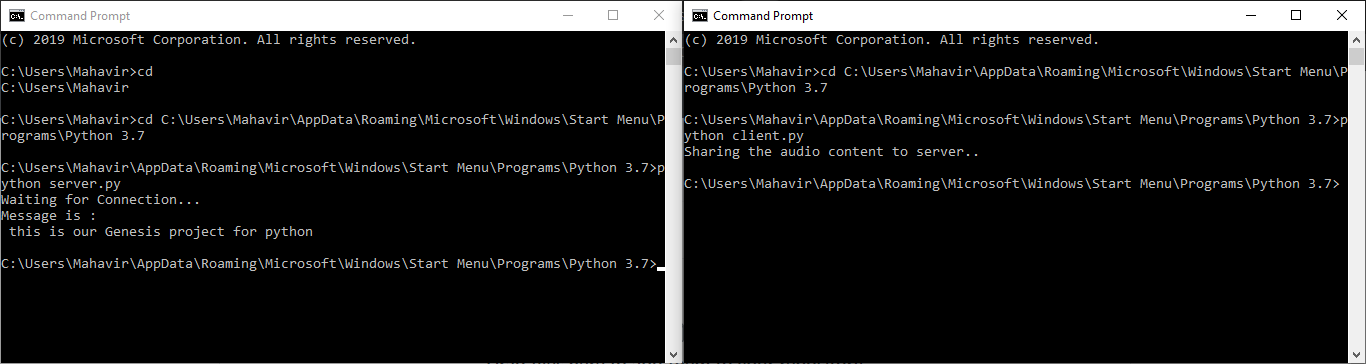 Command Prompt
(c) 2019 Microsoft Corporation. All rights reserved.
C:\Users\Mahavir>cd
C:\Users\Mahavir
C:\Users\Mahavir>cd C:\Users\Mahavir\AppData\Roaming\Microsoft\Windows\Start Menu\P
rograms\Python 3.7
C:\Users\Mahavir\AppData\Roaming\Microsoft\Windows\Start Menu\Programs\Python 3.7>p
ython server.py
Waiting for Connection...
Message is :
this is our Genesis project for python
C:\Users\Mahavir\AppData\Roaming\Microsoft\Windows\Start Menu\Programs\Python 3.7>
Command Prompt
(c) 2019 Microsoft Corporation. All rights reserved.
C:\Users\Mahavir>cd C:\Users\Mahavir\AppData\Roaming\Microsoft\Windows\Start Menu\P
rograms\Python 3.7
C:\Users\Mahavir\AppData\Roaming\Microsoft\Windows\Start Menu\Programs\Python 3.7>p
ython client.py
Sharing the audio content to server..
C:\Users\Mahavir\AppData\Roaming\Microsoft\Windows\Start Menu\Programs\Python 3.7>